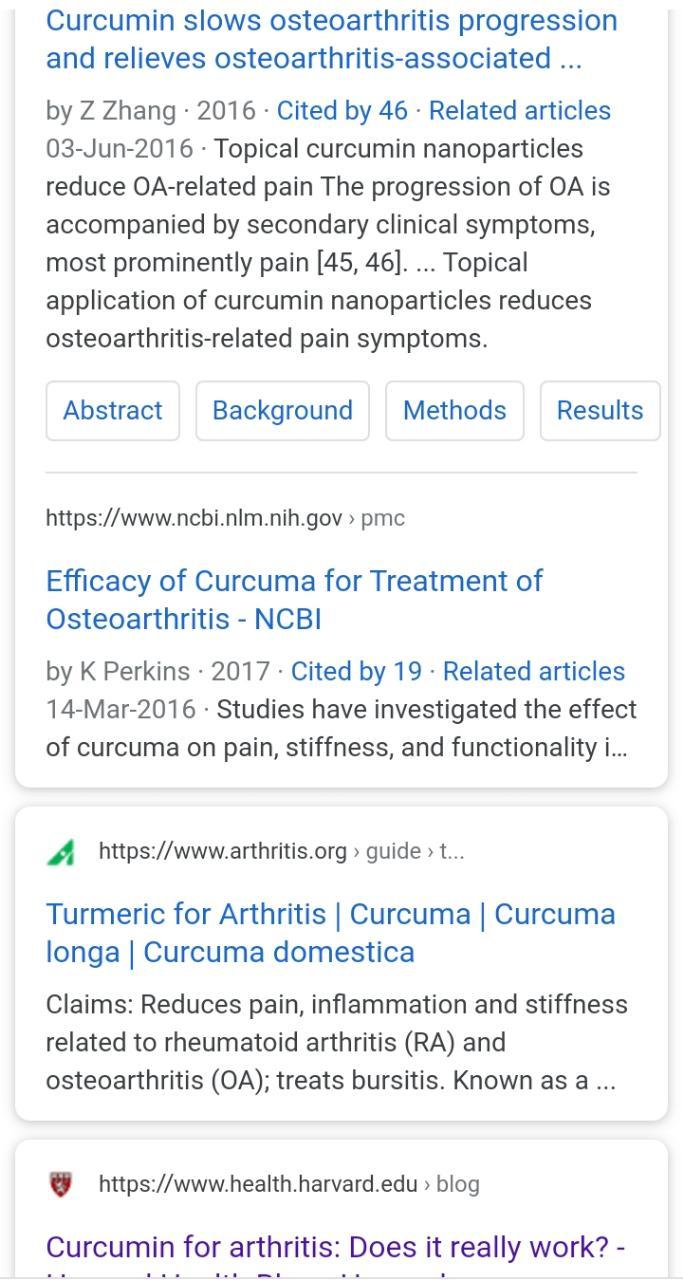 Curcumin slows osteoarthritis progression
and relieves osteoarthritis-associated ...
by Z Zhang · 2016 · Cited by 46 · Related articles
03-Jun-2016 · Topical curcumin nanoparticles
reduce OA-related pain The progression of OA is
accompanied by secondary clinical symptoms,
most prominently pain [45, 46]. ... Topical
application of curcumin nanoparticles reduces
osteoarthritis-related pain symptoms.
Abstract Background Methods Results
https://www.ncbi.nlm.nih.gov › pmc
Efficacy of Curcuma for Treatment of
Osteoarthritis - NCBI
by K Perkins · 2017 · Cited by 19 · Related articles
14-Mar-2016 · Studies have investigated the effect
of curcuma on pain, stiffness, and functionality i...
https://www.arthritis.org › guide › t...
Turmeric for Arthritis | Curcuma | Curcuma
longa | Curcuma domestica
Claims: Reduces pain, inflammation and stiffness
related to rheumatoid arthritis (RA) and
osteoarthritis (OA); treats bursitis. Known as a ...
https://www.health.harvard.edu › blog
Curcumin for arthritis: Does it really work? -